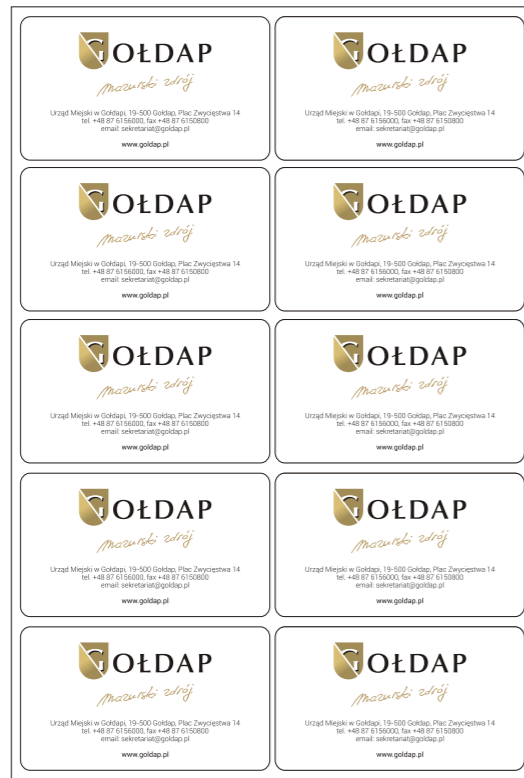 GOŁDAP GOŁDAP
mazurski zdrój mazurski zdrój
Urząd Miejski w Gołdapi, 19-500 Gołdap, Plac Zwycięstwa 14 Urząd Miejski w Gołdapi, 19-500 Gołdap, Plac Zwycięstwa 14
tel. +48 87 6156000, fax +48 87 6150800 tel. +48 87 6156000, fax +48 87 6150800
email: sekretariat@goldap.pl email: sekretariat@goldap.pl
www.goldap.pl www.goldap.pl
GOŁDAP GOŁDAP
mazurski zdrój mazurski zdrój
Urząd Miejski w Gołdapi, 19-500 Gołdap, Plac Zwycięstwa 14 Urząd Miejski w Gołdapi, 19-500 Gołdap, Plac Zwycięstwa 14
tel. +48 87 6156000, fax +48 87 6150800 tel. +48 87 6156000, fax +48 87 6150800
email: sekretariat@goldap.pl email: sekretariat@goldap.pl
www.goldap.pl www.goldap.pl
GOŁDAP GOŁDAP
mazurski zdrój mazurski zdrój
Urząd Miejski w Gołdapi, 19-500 Gołdap, Plac Zwycięstwa 14 Urząd Miejski w Gołdapi, 19-500 Gołdap, Plac Zwycięstwa 14
tel. +48 87 6156000, fax +48 87 6150800 tel. +48 87 6156000, fax +48 87 6150800
email: sekretariat@goldap.pl email: sekretariat@goldap.pl
www.goldap.pl www.goldap.pl
GOŁDAP GOŁDAP
mazurski zdrój mazurski zdrój
Urząd Miejski w Gołdapi, 19-500 Gołdap, Plac Zwycięstwa 14 Urząd Miejski w Gołdapi, 19-500 Gołdap, Plac Zwycięstwa 14
tel. +48 87 6156000, fax +48 87 6150800 tel. +48 87 6156000, fax +48 87 6150800
email: sekretariat@goldap.pl email: sekretariat@goldap.pl
www.goldap.pl www.goldap.pl
GOŁDAP GOŁDAP
mazurski zdrój mazurski zdrój
Urząd Miejski w Gołdapi, 19-500 Gołdap, Plac Zwycięstwa 14 Urząd Miejski w Gołdapi, 19-500 Gołdap, Plac Zwycięstwa 14
tel. +48 87 6156000, fax +48 87 6150800 tel. +48 87 6156000, fax +48 87 6150800
email: sekretariat@goldap.pl email: sekretariat@goldap.pl
www.goldap.pl www.goldap.pl